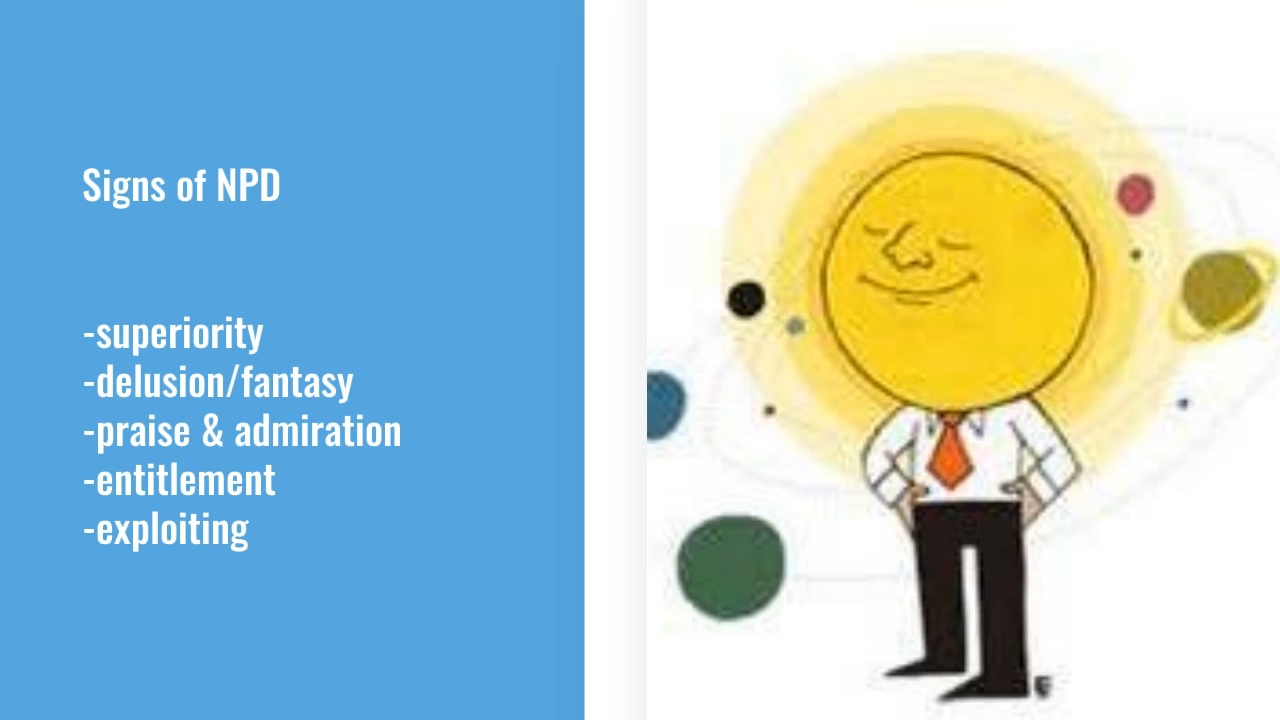 Signs of NPD
-superiority
-delusion/fantasy
-praise & admiration
-entitlement
-exploiting